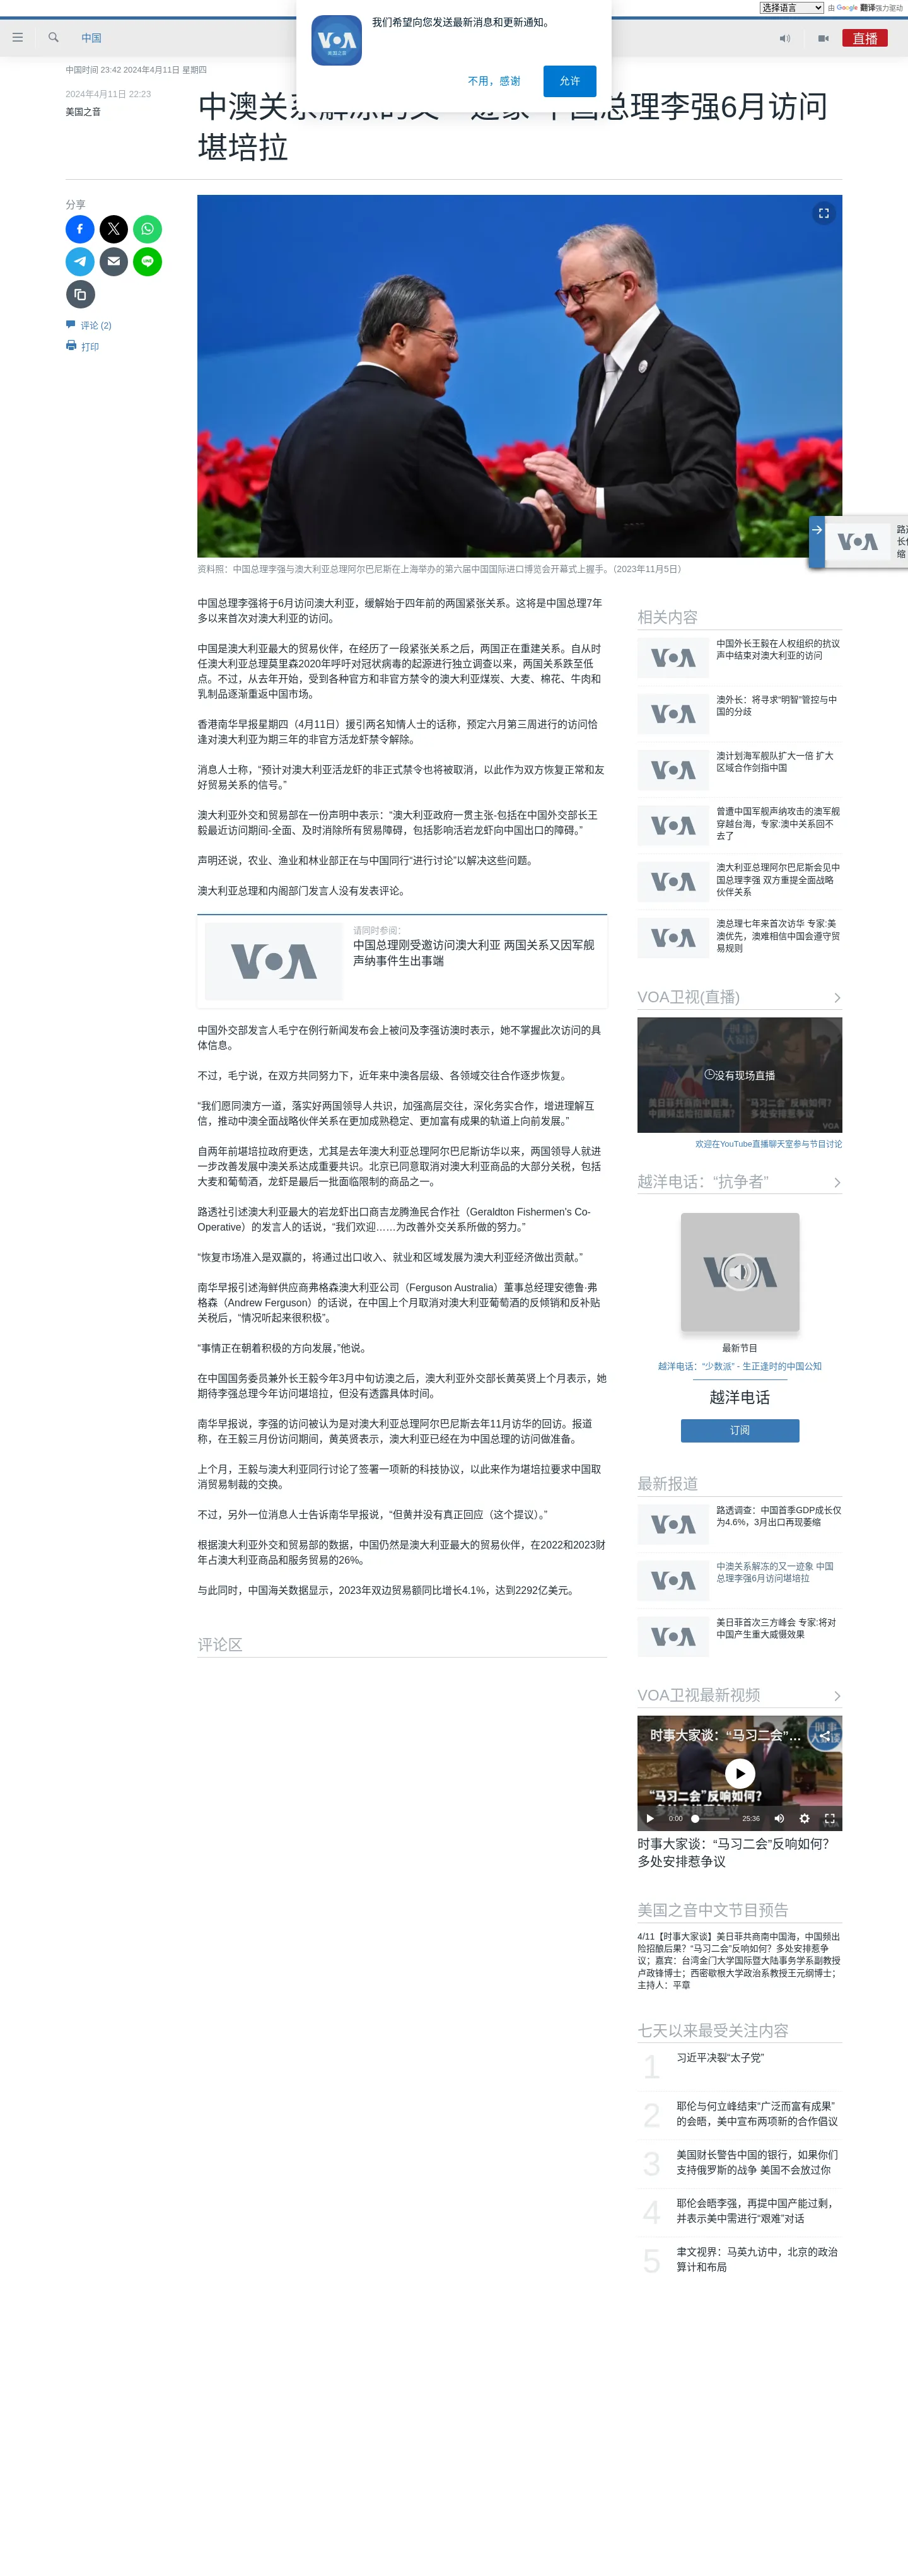 选择语言
由 Google 翻译强力驱动
我们希望向您发送最新消息和更新通知。
VOA
美国之音
不用，感谢
允许
中国
直播
中国时间 23:42 2024年4月11日 星期四
2024年4月11日 22:23
美国之音
中国总理李强6月访问
堪培拉
分享
评论 (2)
打印
资料照：中国总理李强与澳大利亚总理阿尔巴尼斯在上海举办的第六届中国国际进口博览会开幕式上握手。（2023年11月5日）
VOA
中国总理李强将于6月访问澳大利亚，缓解始于四年前的两国紧张关系。这将是中国总理7年
多以来首次对澳大利亚的访问。
中国是澳大利亚最大的贸易伙伴，在经历了一段紧张关系之后，两国正在重建关系。自从时
任澳大利亚总理莫里森2020年呼吁对冠状病毒的起源进行独立调查以来，两国关系跌至低
点。不过，从去年开始，受到各种官方和非官方禁令的澳大利亚煤炭、大麦、棉花、牛肉和
乳制品逐渐重返中国市场。
香港南华早报星期四（4月11日）援引两名知情人士的话称，预定六月第三周进行的访问恰
逢对澳大利亚为期三年的非官方活龙虾禁令解除。
消息人士称，“预计对澳大利亚活龙虾的非正式禁令也将被取消，以此作为双方恢复正常和友
好贸易关系的信号。”
澳大利亚外交和贸易部在一份声明中表示：“澳大利亚政府一贯主张-包括在中国外交部长王
毅最近访问期间-全面、及时消除所有贸易障碍，包括影响活岩龙虾向中国出口的障碍。”
声明还说，农业、渔业和林业部正在与中国同行“进行讨论”以解决这些问题。
澳大利亚总理和内阁部门发言人没有发表评论。
VOA
请同时参阅：
中国总理刚受邀访问澳大利亚 两国关系又因军舰
声纳事件生出事端
中国外交部发言人毛宁在例行新闻发布会上被问及李强访澳时表示，她不掌握此次访问的具
体信息。
不过，毛宁说，在双方共同努力下，近年来中澳各层级、各领域交往合作逐步恢复。
“我们愿同澳方一道，落实好两国领导人共识，加强高层交往，深化务实合作，增进理解互
信，推动中澳全面战略伙伴关系在更加成熟稳定、更加富有成果的轨道上向前发展。”
自两年前堪培拉政府更迭，尤其是去年澳大利亚总理阿尔巴尼斯访华以来，两国领导人就进
一步改善发展中澳关系达成重要共识。北京已同意取消对澳大利亚商品的大部分关税，包括
大麦和葡萄酒，龙虾是最后一批面临限制的商品之一。
路透社引述澳大利亚最大的岩龙虾出口商吉龙腾渔民合作社（Geraldton Fishermen's Co-
Operative）的发言人的话说，“我们欢迎……为改善外交关系所做的努力。”
“恢复市场准入是双赢的，将通过出口收入、就业和区域发展为澳大利亚经济做出贡献。”
南华早报引述海鲜供应商弗格森澳大利亚公司（Ferguson Australia）董事总经理安德鲁·弗
格森（Andrew Ferguson）的话说，在中国上个月取消对澳大利亚葡萄酒的反倾销和反补贴
关税后，“情况听起来很积极”。
“事情正在朝着积极的方向发展，”他说。
在中国国务委员兼外长王毅今年3月中旬访澳之后，澳大利亚外交部长黄英贤上个月表示，她
期待李强总理今年访问堪培拉，但没有透露具体时间。
南华早报说，李强的访问被认为是对澳大利亚总理阿尔巴尼斯去年11月访华的回访。报道
称，在王毅三月份访问期间，黄英贤表示，澳大利亚已经在为中国总理的访问做准备。
上个月，王毅与澳大利亚同行讨论了签署一项新的科技协议，以此来作为堪培拉要求中国取
消贸易制裁的交换。
不过，另外一位消息人士告诉南华早报说，“但黄并没有真正回应（这个提议）。”
根据澳大利亚外交和贸易部的数据，中国仍然是澳大利亚最大的贸易伙伴，在2022和2023财
年占澳大利亚商品和服务贸易的26%。
与此同时，中国海关数据显示，2023年双边贸易额同比增长4.1%，达到2292亿美元。
评论区
相关内容
VOA
中国外长王毅在人权组织的抗议
声中结束对澳大利亚的访问
VOA
澳外长：将寻求“明智”管控与中
国的分歧
VOA
澳计划海军舰队扩大一倍 扩大
区域合作剑指中国
VOA
曾遭中国军舰声纳攻击的澳军舰
穿越台海，专家:澳中关系回不
去了
VOA
澳大利亚总理阿尔巴尼斯会见中
国总理李强 双方重提全面战略
伙伴关系
VOA
澳总理七年来首次访华 专家:美
澳优先，澳难相信中国会遵守贸
易规则
VOA卫视(直播)
没有现场直播
欢迎在YouTube直播聊天室参与节目讨论
越洋电话：“抗争者”
VOA
最新节目
越洋电话：“少数派” - 生正逢时的中国公知
越洋电话
订阅
最新报道
VOA
路透调查：中国首季GDP成长仅
为4.6%，3月出口再现萎缩
VOA
中澳关系解冻的又一迹象 中国
总理李强6月访问堪培拉
VOA
美日菲首次三方峰会 专家:将对
中国产生重大威慑效果
VOA卫视最新视频
时事大家谈：“马习二会”...
“马习二会”反响如何?
多处安排惹争议
0:00
25:36
时事大家谈：“马习二会”反响如何？
多处安排惹争议
美国之音中文节目预告
4/11【时事大家谈】美日菲共商南中国海，中国频出
险招酿后果？“马习二会”反响如何？多处安排惹争
议；嘉宾：台湾金门大学国际暨大陆事务学系副教授
卢政锋博士；西密歇根大学政治系教授王元纲博士；
主持人：平章
七天以来最受关注内容
1
习近平决裂“太子党”
2
耶伦与何立峰结束“广泛而富有成果”
的会晤，美中宣布两项新的合作倡议
3
美国财长警告中国的银行，如果你们
支持俄罗斯的战争 美国不会放过你
4
耶伦会晤李强，再提中国产能过剩，
并表示美中需进行“艰难”对话
5
聿文视界：马英九访中，北京的政治
算计和布局